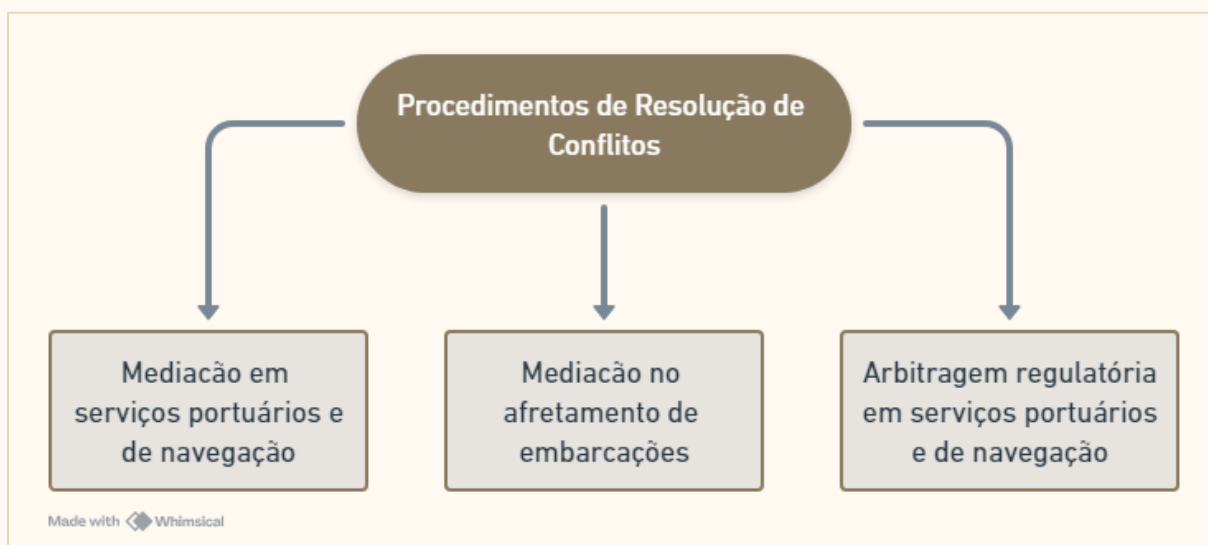 Procedimentos de Resolução de
Conflitos
Mediacão em
serviços portuários e
de navegação
Mediacão no
afretamento de
embarcações
Arbitragem regulatória
em serviços portuários
e de navegação
Made with Whimsical